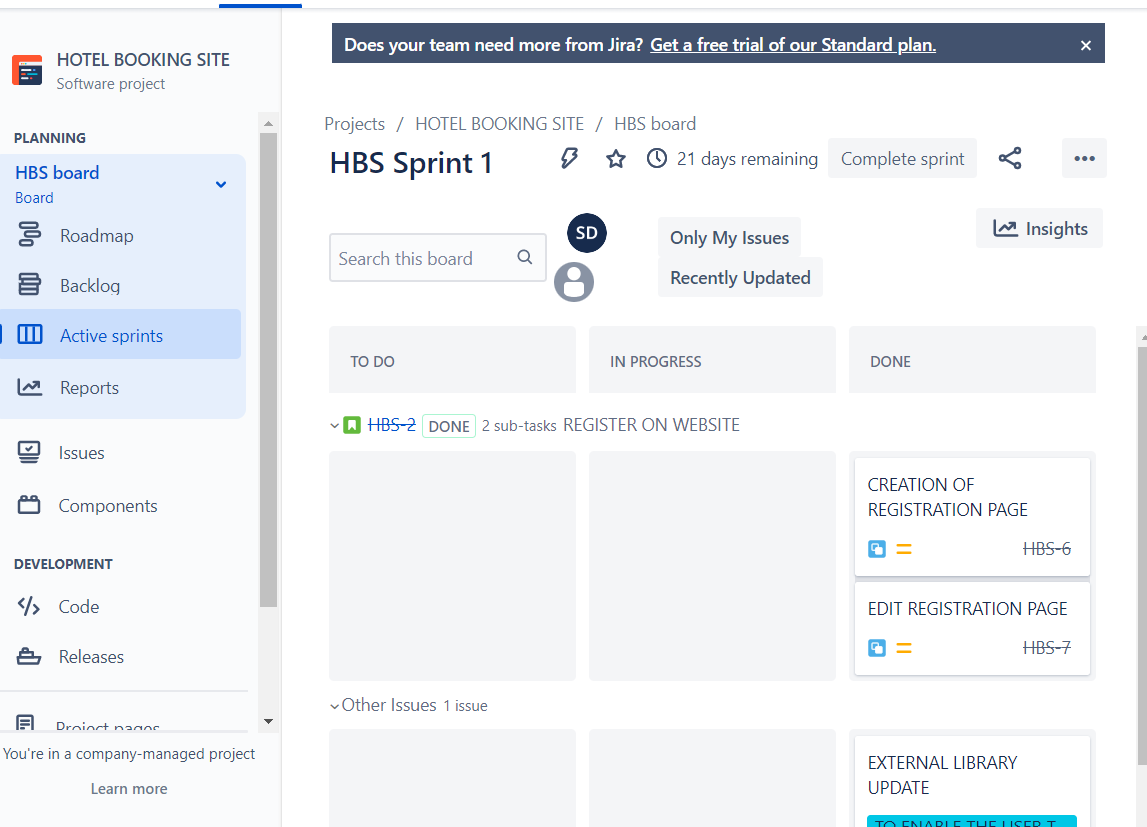 HOTEL BOOKING SITE
Software project
PLANNING
HBS board
Board
Roadmap
Backlog
Active sprints
Reports
Issues
Components
DEVELOPMENT
Code
Releases
Project pages
You're in a company-managed project
Learn more
Does your team need more from Jira? Get a free trial of our Standard plan.
Projects / HOTEL BOOKING SITE / HBS board
HBS Sprint 1
21 days remaining
Complete sprint
Search this board
SD
Only My Issues
Recently Updated
Insights
TO DO
IN PROGRESS
DONE
HBS-2 DONE 2 sub-tasks REGISTER ON WEBSITE
CREATION OF
REGISTRATION PAGE
HBS-6
EDIT REGISTRATION PAGE
HBS-7
Other Issues 1 issue
EXTERNAL LIBRARY
UPDATE
TO ENABLE THE USER T